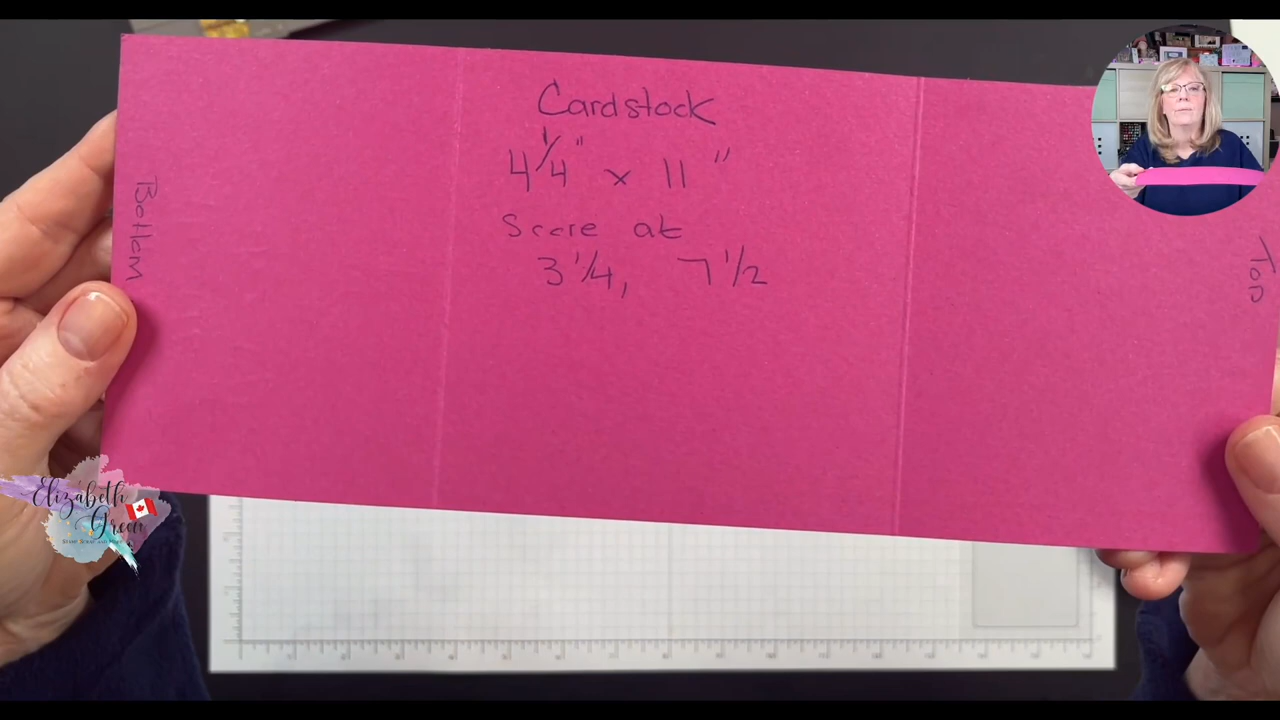 Cardstock
4 1/4" x 11"
Score at
3 1/4, 7 1/2
Bottom
Top
Elizabeth
Green